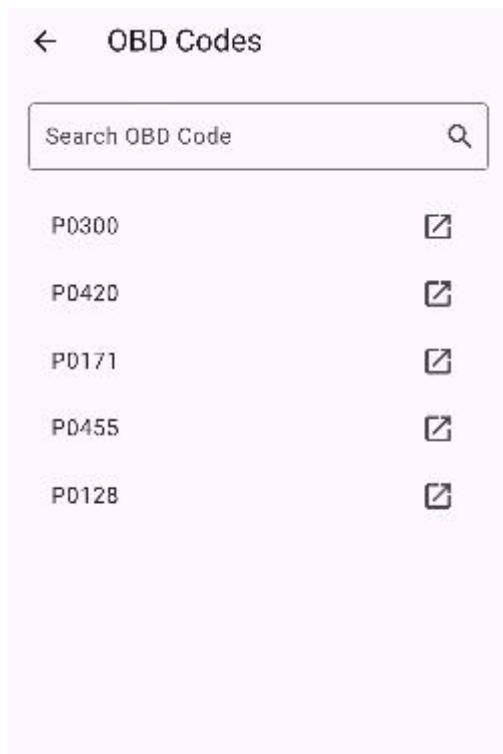 OBD Codes
Search OBD Code
P0300
P0420
P0171
P0455
P0128